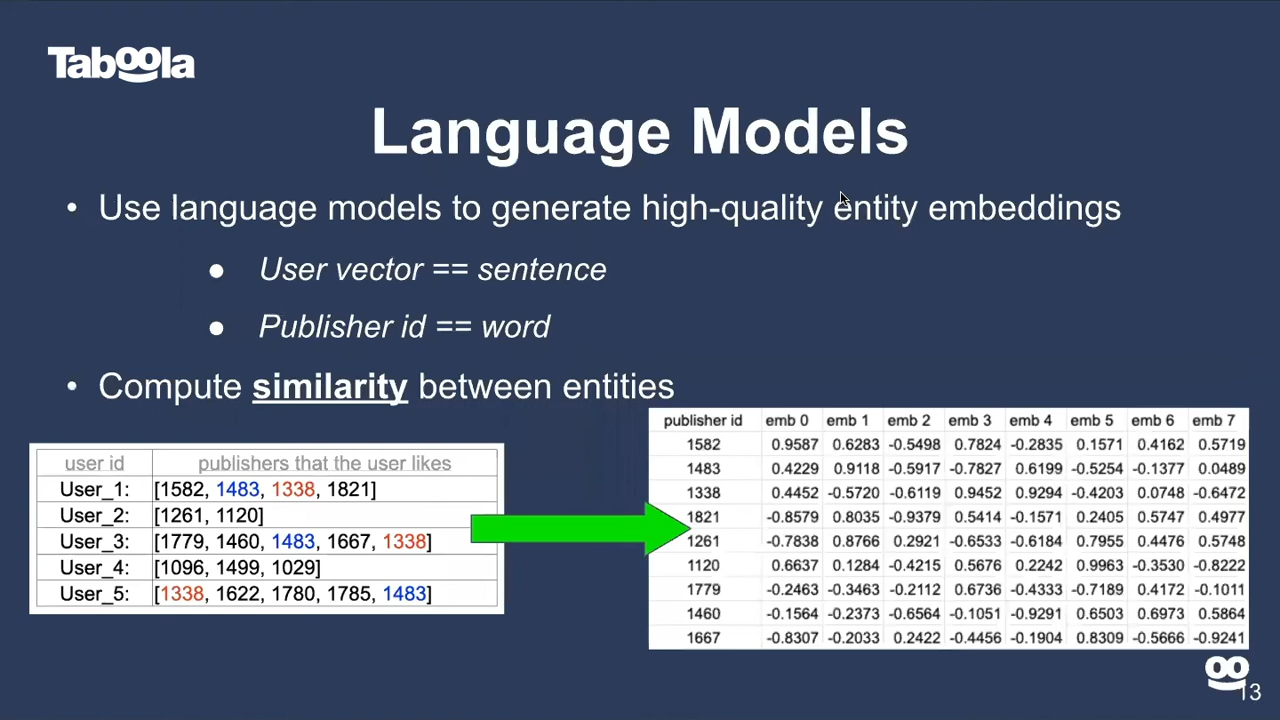 Taboola
Language Models
• Use language models to generate high-quality entity embeddings
● User vector == sentence
● Publisher id == word
• Compute similarity between entities
user id publishers that the user likes
User_1: [1582, 1483, 1338, 1821]
User_2: [1261, 1120]
User_3: [1779, 1460, 1483, 1667, 1338]
User_4: [1096, 1499, 1029]
User_5: [1338, 1622, 1780, 1785, 1483]
publisher id emb 0 emb 1 emb 2 emb 3 emb 4 emb 5 emb 6 emb 7
1582 0.9587 0.6283 -0.5498 0.7824 -0.2835 0.1571 0.4162 0.5719
1483 0.4229 0.9118 -0.5917 -0.7827 0.6199 -0.5254 -0.1377 0.0489
1338 0.4452 -0.5720 -0.6119 0.9452 0.9294 -0.4203 0.0748 -0.6472
1821 -0.8579 0.8035 -0.9379 0.5414 -0.1571 0.2405 0.5747 0.4977
1261 -0.7838 0.8766 0.2921 -0.6533 -0.6184 0.7955 0.4476 0.5748
1120 0.6637 0.1284 -0.4215 0.5676 0.2242 0.9963 -0.3530 -0.8222
1779 -0.2463 -0.3463 -0.2112 0.6736 -0.4333 -0.7189 0.4172 -0.1011
1460 -0.1564 -0.2373 -0.6564 -0.1051 -0.9291 0.6503 0.6973 0.5864
1667 -0.8307 -0.2033 0.2422 -0.4456 -0.1904 0.8309 -0.5666 -0.9241
13